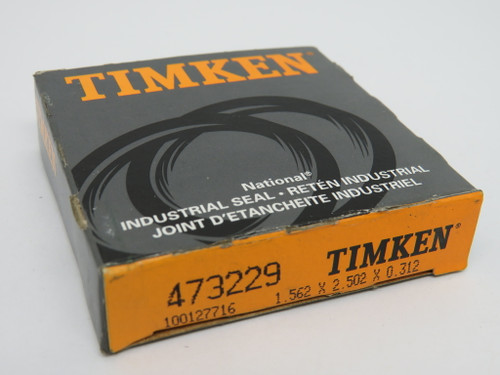 TIMKEN®
National®
INDUSTRIAL SEAL • RETÉN INDUSTRIAL
JOINT D'ETANCHEITE INDUSTRIEL
473229
100127716
TIMKEN®
1.562 X 2.502 X 0.312